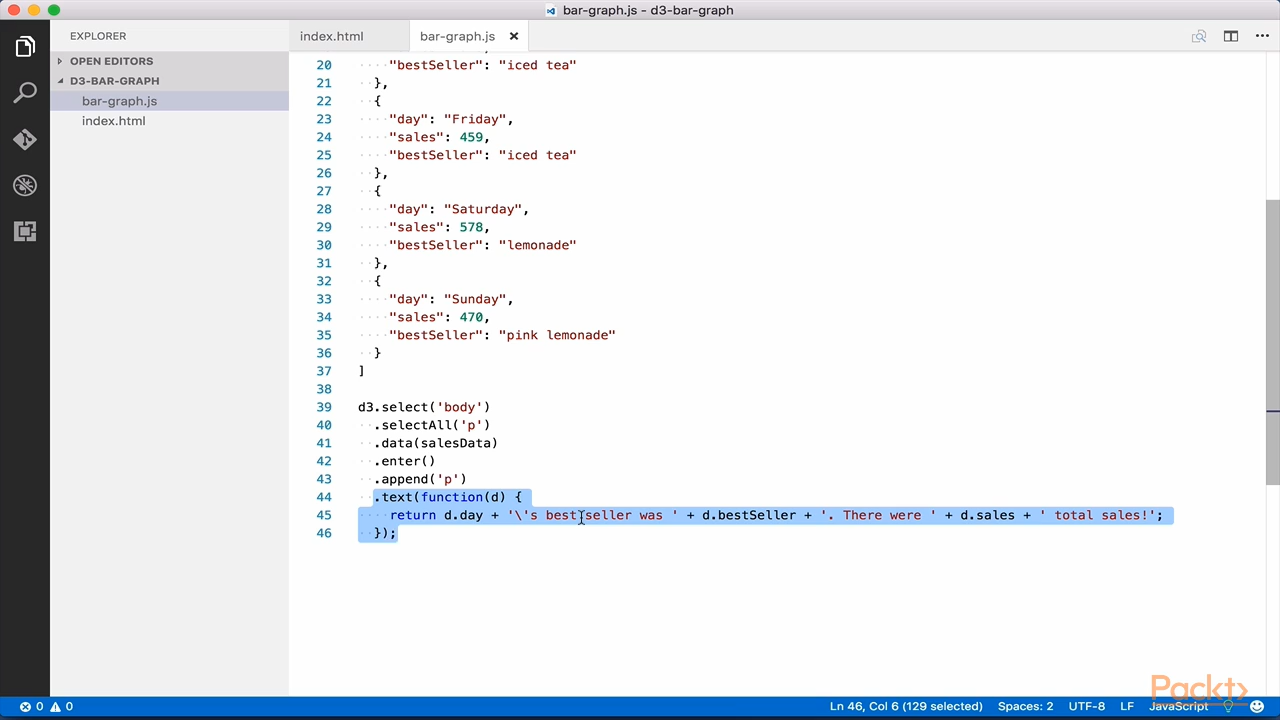 bar-graph.js - d3-bar-graph
EXPLORER
index.html
bar-graph.js
OPEN EDITORS
D3-BAR-GRAPH
bar-graph.js
index.html
20 "bestSeller": "iced tea"
21 },
22 {
23 "day": "Friday",
24 "sales": 459,
25 "bestSeller": "iced tea"
26 },
27 {
28 "day": "Saturday",
29 "sales": 578,
30 "bestSeller": "lemonade"
31 },
32 {
33 "day": "Sunday",
34 "sales": 470,
35 "bestSeller": "pink lemonade"
36 }
37 ]
38
39 d3.select('body')
40 .selectAll('p')
41 .data(salesData)
42 .enter()
43 .append('p')
44 .text(function(d) {
45 return d.day + '\'s best seller was ' + d.bestSeller + '. There were ' + d.sales + ' total sales!';
46 });
Packt>
0 0 Ln 46, Col 6 (129 selected) Spaces: 2 UTF-8 LF JavaScript